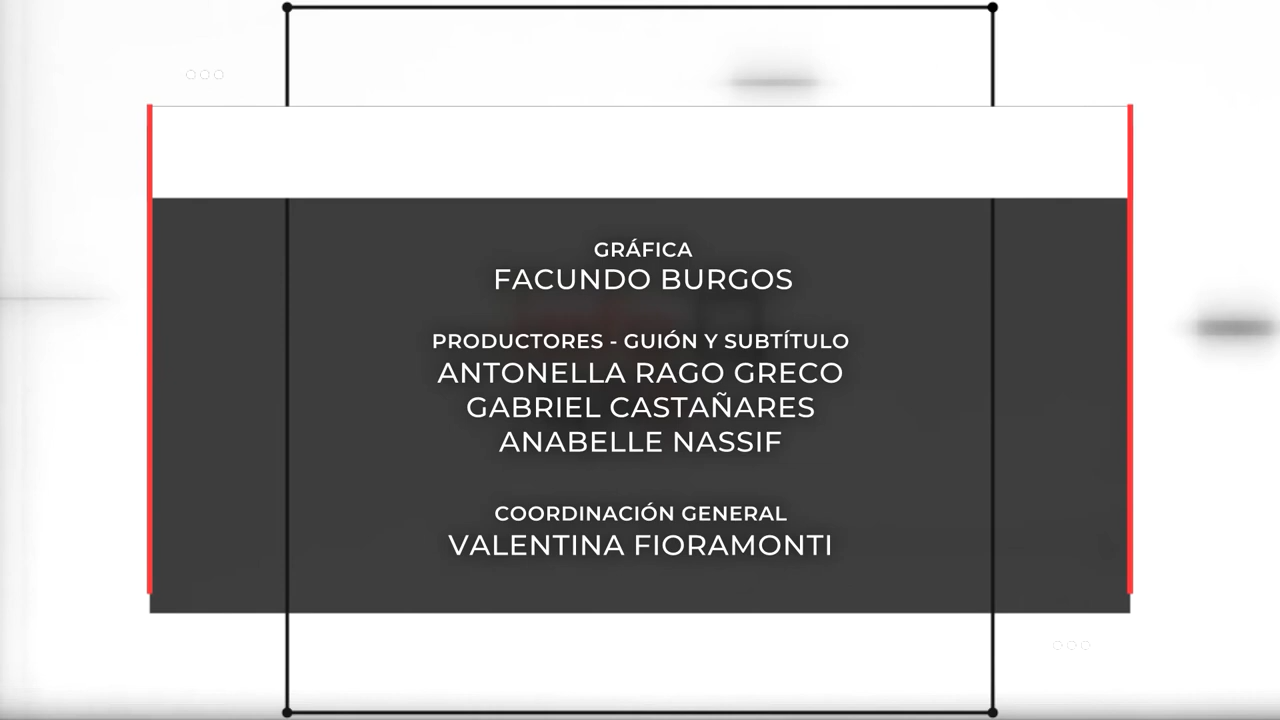 GRÁFICA
FACUNDO BURGOS
PRODUCTORES - GUIÓN Y SUBTÍTULO
ANTONELLA RAGO GRECO
GABRIEL CASTAÑARES
ANABELLE NASSIF
COORDINACIÓN GENERAL
VALENTINA FIORAMONTI